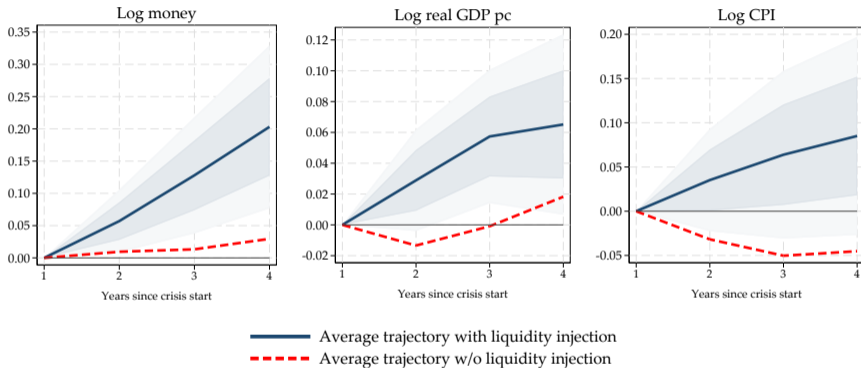 Log money
0.35
0.30
0.25
0.20
0.15
0.10
0.05
0.00
1 2 3 4
Years since crisis start
Log real GDP pc
0.12
0.10
0.08
0.06
0.04
0.02
0.00
-0.02
1 2 3 4
Years since crisis start
Log CPI
0.20
0.15
0.10
0.05
0.00
-0.05
1 2 3 4
Years since crisis start
Average trajectory with liquidity injection
Average trajectory w/o liquidity injection